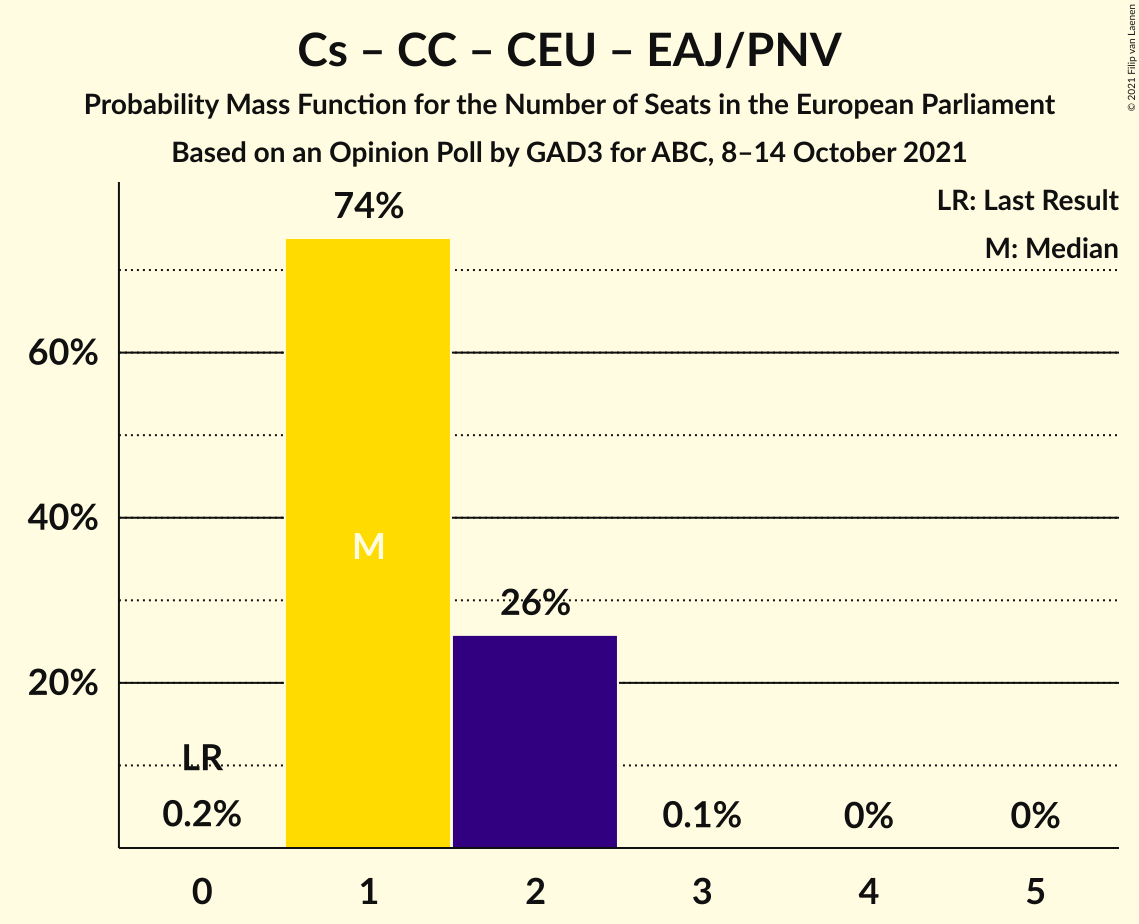 Cs – CC – CEU – EAJ/PNV
Probability Mass Function for the Number of Seats in the European Parliament
Based on an Opinion Poll by GAD3 for ABC, 8–14 October 2021
© 2021 Filip van Laenen
LR: Last Result
M: Median
74%
60%
40%
20%
M
26%
LR
0.2%
0.1%
0%
0%
0
1
2
3
4
5